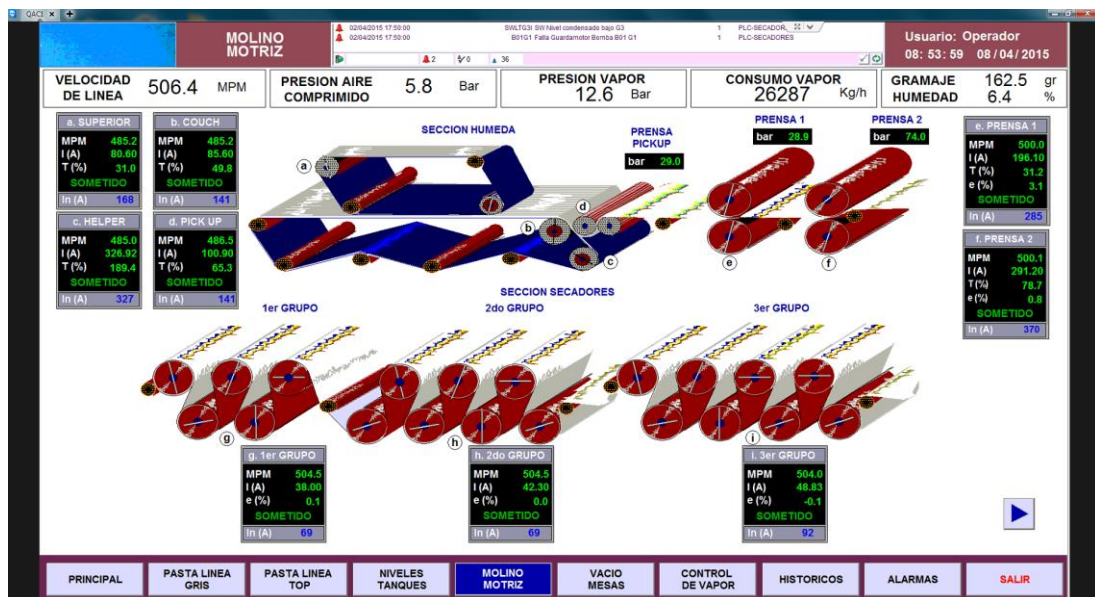 QACI
MOLINO
MOTRIZ
02/04/2015 17:50:00 SWLTG3I SW Nivel condensado bajo G3 1 PLC-SECADOR
02/04/2015 17:50:00 B01G1 Falla Guardamotor Bomba B01 G1 1 PLC-SECADORES
2 0 36
Usuario: Operador
08: 53: 59 08 / 04 / 2015
VELOCIDAD
DE LINEA 506.4 MPM
PRESION AIRE
COMPRIMIDO 5.8 Bar
PRESION VAPOR
12.6 Bar
CONSUMO VAPOR
26287 Kg/h
GRAMAJE 162.5 gr
HUMEDAD 6.4 %
a. SUPERIOR
MPM 485.2
I (A) 80.60
T (%) 31.0
SOMETIDO
In (A) 168
b. COUCH
MPM 485.2
I (A) 85.60
T (%) 49.8
SOMETIDO
In (A) 141
c. HELPER
MPM 485.0
I (A) 326.92
T (%) 189.4
SOMETIDO
In (A) 327
d. PICK UP
MPM 486.5
I (A) 100.90
T (%) 65.3
SOMETIDO
In (A) 141
SECCION HUMEDA
a
b
c
d
PRENSA
PICKUP
bar 29.0
PRENSA 1
bar 28.9
PRENSA 2
bar 74.0
e
f
e. PRENSA 1
MPM 500.0
I (A) 196.10
T (%) 31.2
e (%) 3.1
SOMETIDO
In (A) 285
f. PRENSA 2
MPM 500.1
I (A) 291.20
T (%) 78.7
e (%) 0.8
SOMETIDO
In (A) 370
SECCION SECADORES
1er GRUPO
2do GRUPO
3er GRUPO
g
h
i
g. 1er GRUPO
MPM 504.5
I (A) 38.00
e (%) 0.1
SOMETIDO
In (A) 69
h. 2do GRUPO
MPM 504.5
I (A) 42.30
e (%) 0.0
SOMETIDO
In (A) 69
i. 3er GRUPO
MPM 504.0
I (A) 48.83
e (%) -0.1
SOMETIDO
In (A) 92
PRINCIPAL
PASTA LINEA
GRIS
PASTA LINEA
TOP
NIVELES
TANQUES
MOLINO
MOTRIZ
VACIO
MESAS
CONTROL
DE VAPOR
HISTORICOS
ALARMAS
SALIR